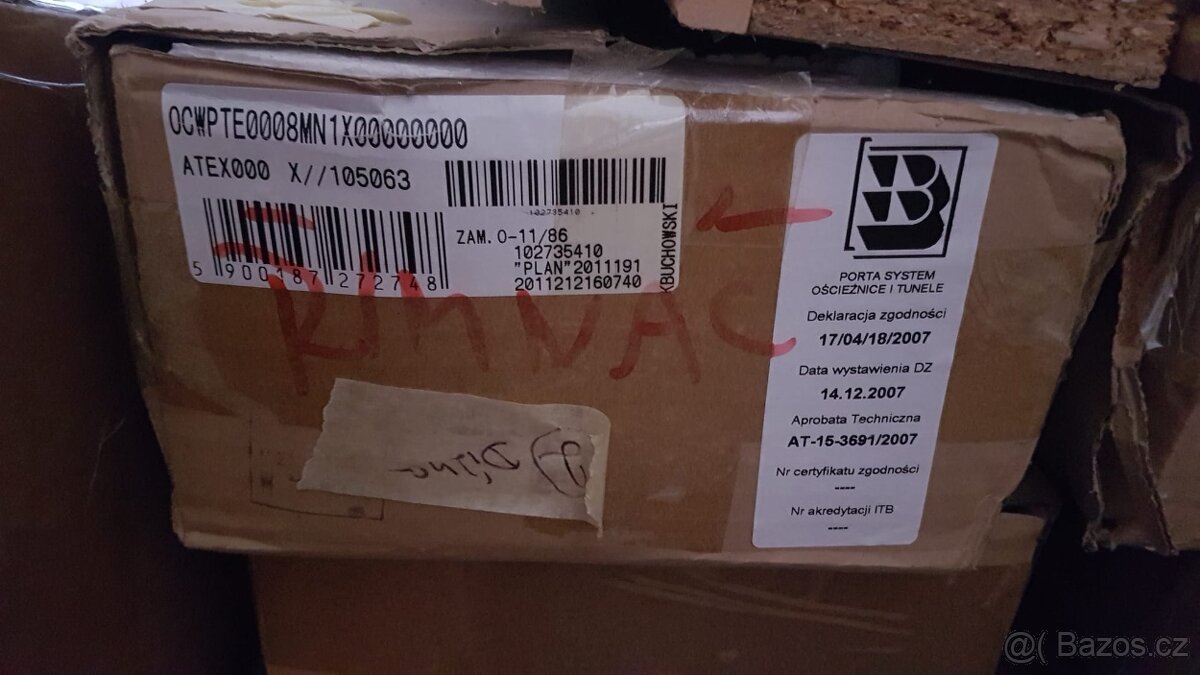 OCWPTE0008MN1X00000000
ATEX000 X//105063
102735410
5 900187 272748
ZAM. O-11/86
102735410
"PLAN"2011191
2011212160740
KBUCHOWSKI
PORTA SYSTEM
OŚCIEŻNICE I TUNELE
Deklaracja zgodności
17/04/18/2007
Data wystawienia DZ
14.12.2007
Aprobata Techniczna
AT-15-3691/2007
Nr certyfikatu zgodności
----
Nr akredytacji ITB
----
@( Bazos.cz